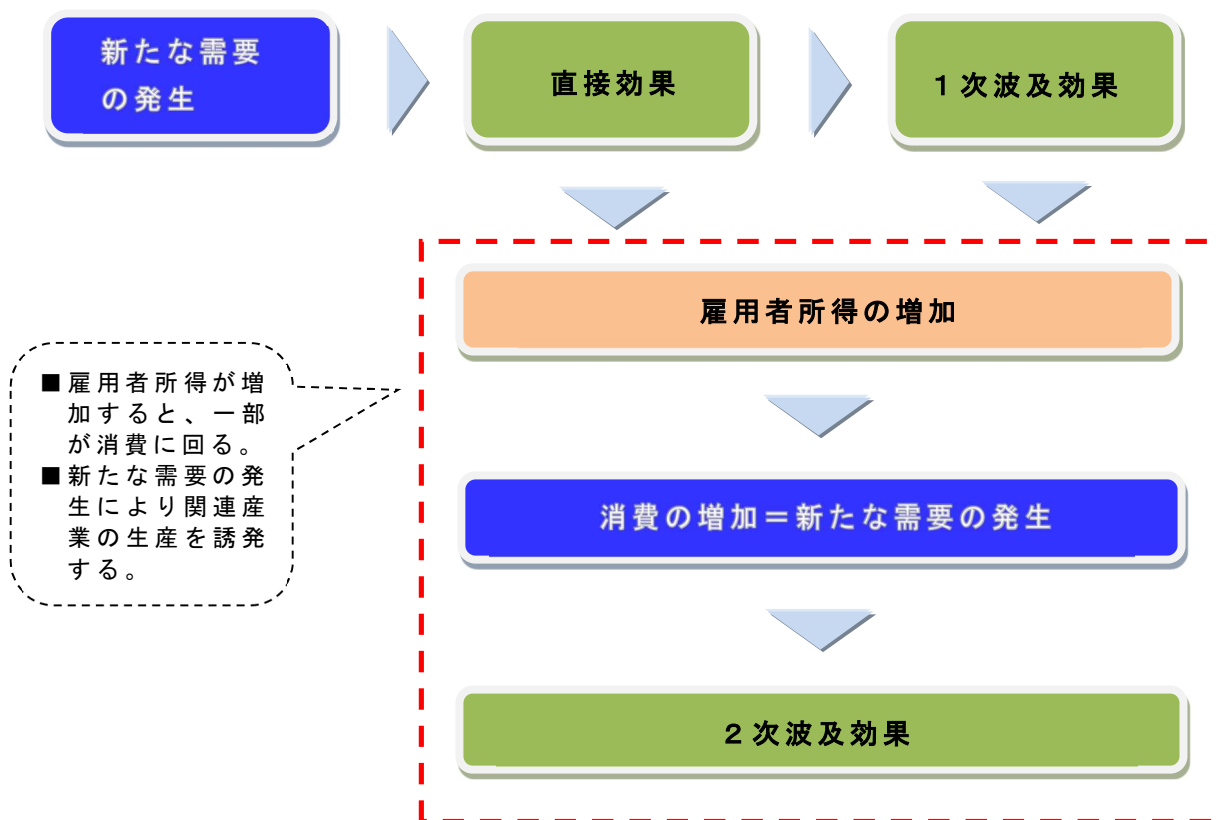 新たな需要
の発生
直接効果
１次波及効果
雇用者所得の増加
■雇用者所得が増
加すると、一部
が消費に回る。
■新たな需要の発
生により関連産
業の生産を誘発
する。
消費の増加＝新たな需要の発生
２次波及効果